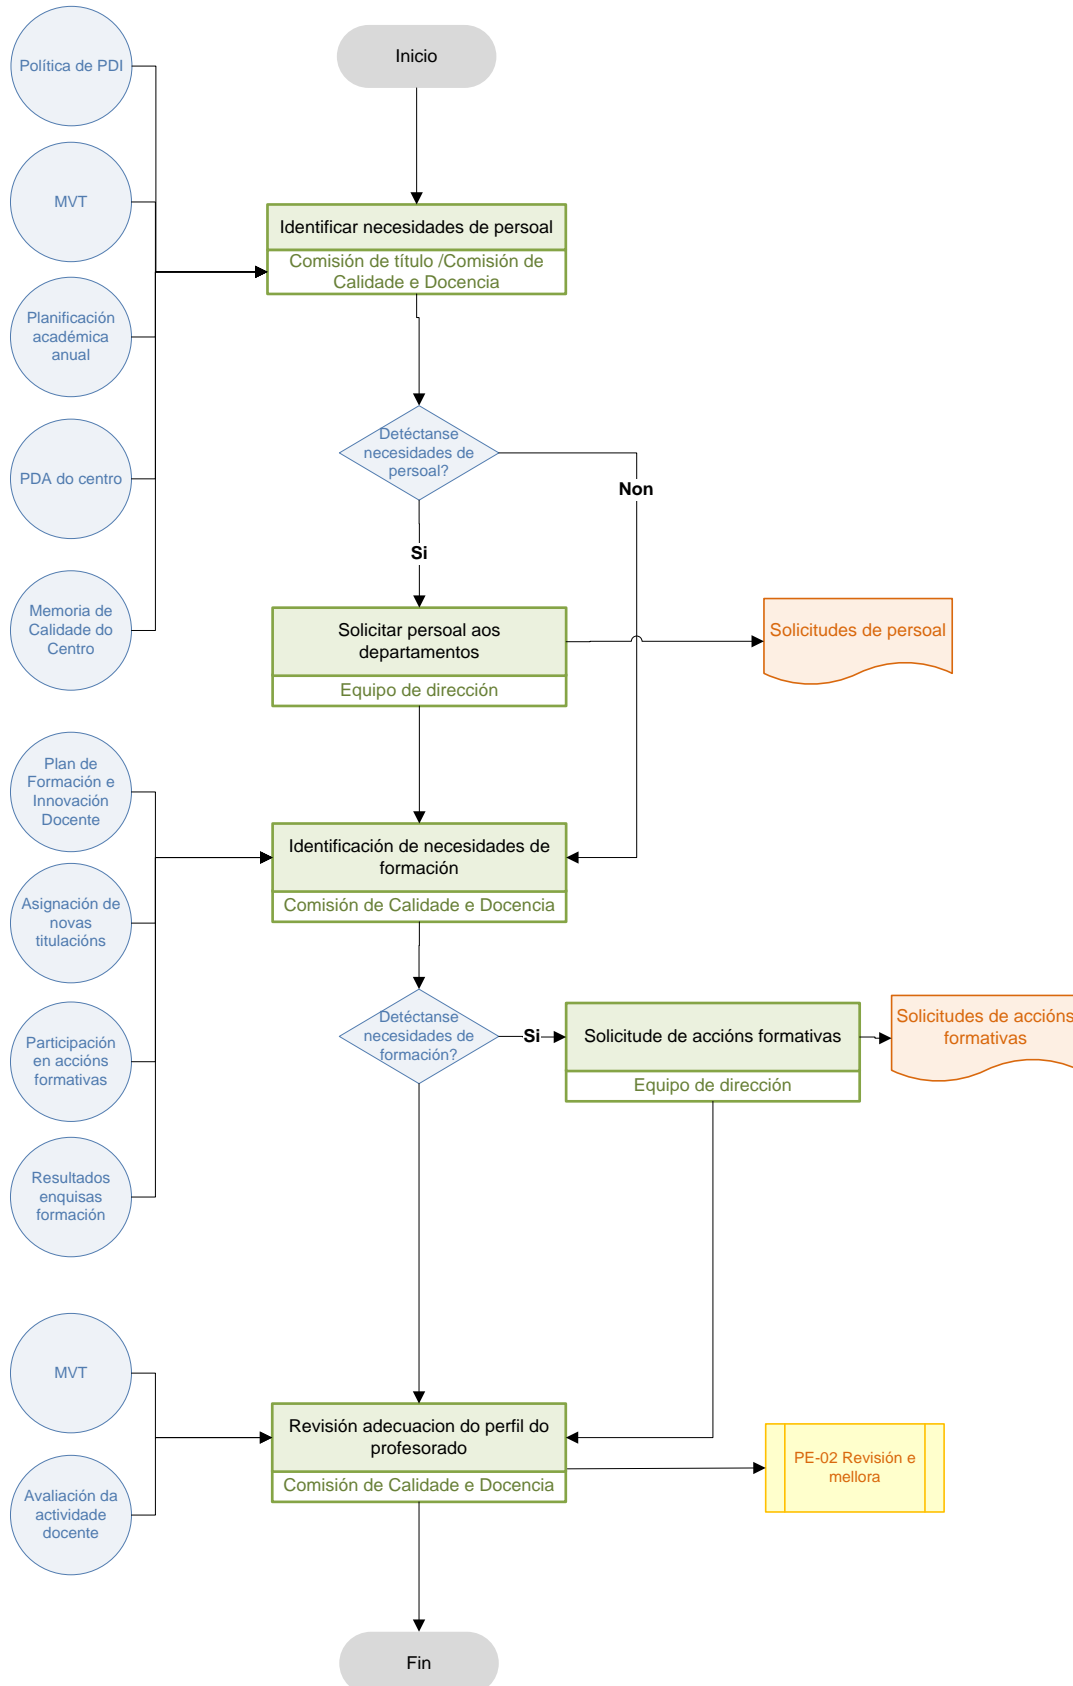 Política de PDI
Inicio
MVT
Identificar necesidades de persoal
Comisión de título /Comisión de
Calidade e Docencia
Planificación
académica
anual
Detéctanse
necesidades de
persoal?
PDA do centro
Non
Si
Memoria de
Calidade do
Centro
Solicitar persoal aos
departamentos
Equipo de dirección
Solicitudes de persoal
Plan de
Formación e
Innovación
Docente
Identificación de necesidades de
formación
Comisión de Calidade e Docencia
Asignación de
novas
titulacións
Detéctanse
necesidades de
formación?
Si
Solicitude de accións formativas
Equipo de dirección
Solicitudes de accións
formativas
Participación
en accións
formativas
Resultados
enquisas
formación
MVT
Revisión adecuacion do perfil do
profesorado
Comisión de Calidade e Docencia
PE-02 Revisión e
mellora
Avaliación da
actividade
docente
Fin